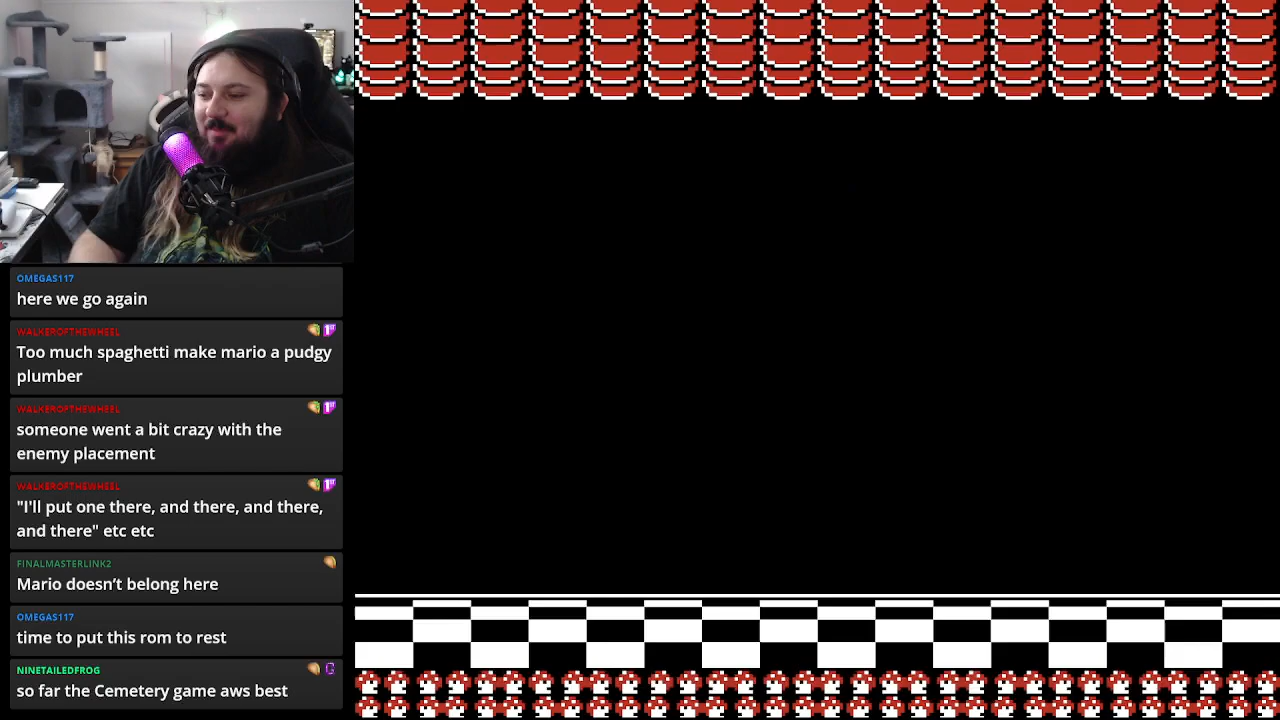 OMEGAS117
here we go again
WALKEROFTHEWHEEL
Too much spaghetti make mario a pudgy
plumber
WALKEROFTHEWHEEL
someone went a bit crazy with the
enemy placement
WALKEROFTHEWHEEL
"I'll put one there, and there, and there,
and there" etc etc
FINALMASTERLINK2
Mario doesn't belong here
OMEGAS117
time to put this rom to rest
NINETAILEDFROG
so far the Cemetery game aws best